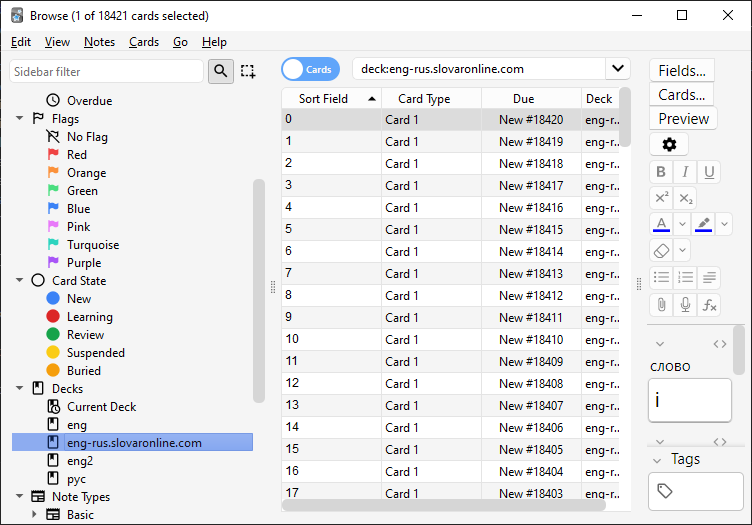 Browse (1 of 18421 cards selected)
Edit View Notes Cards Go Help
Sidebar filter
Overdue
Flags
No Flag
Red
Orange
Green
Blue
Pink
Turquoise
Purple
Card State
New
Learning
Review
Suspended
Buried
Decks
Current Deck
eng
eng-rus.slovaronline.com
eng2
рус
Note Types
Basic
Cards deck:eng-rus.slovaronline.com
Sort Field Card Type Due Deck
0 Card 1 New #18420 eng-r...
1 Card 1 New #18419 eng-r...
2 Card 1 New #18418 eng-r...
3 Card 1 New #18417 eng-r...
4 Card 1 New #18416 eng-r...
5 Card 1 New #18415 eng-r...
6 Card 1 New #18414 eng-r...
7 Card 1 New #18413 eng-r...
8 Card 1 New #18412 eng-r...
9 Card 1 New #18411 eng-r...
10 Card 1 New #18410 eng-r...
11 Card 1 New #18409 eng-r...
12 Card 1 New #18408 eng-r...
13 Card 1 New #18407 eng-r...
14 Card 1 New #18406 eng-r...
15 Card 1 New #18405 eng-r...
16 Card 1 New #18404 eng-r...
17 Card 1 New #18403 eng-r...
Fields...
Cards...
Preview
B I U
x² x₂
A
fx
слово
i
Tags